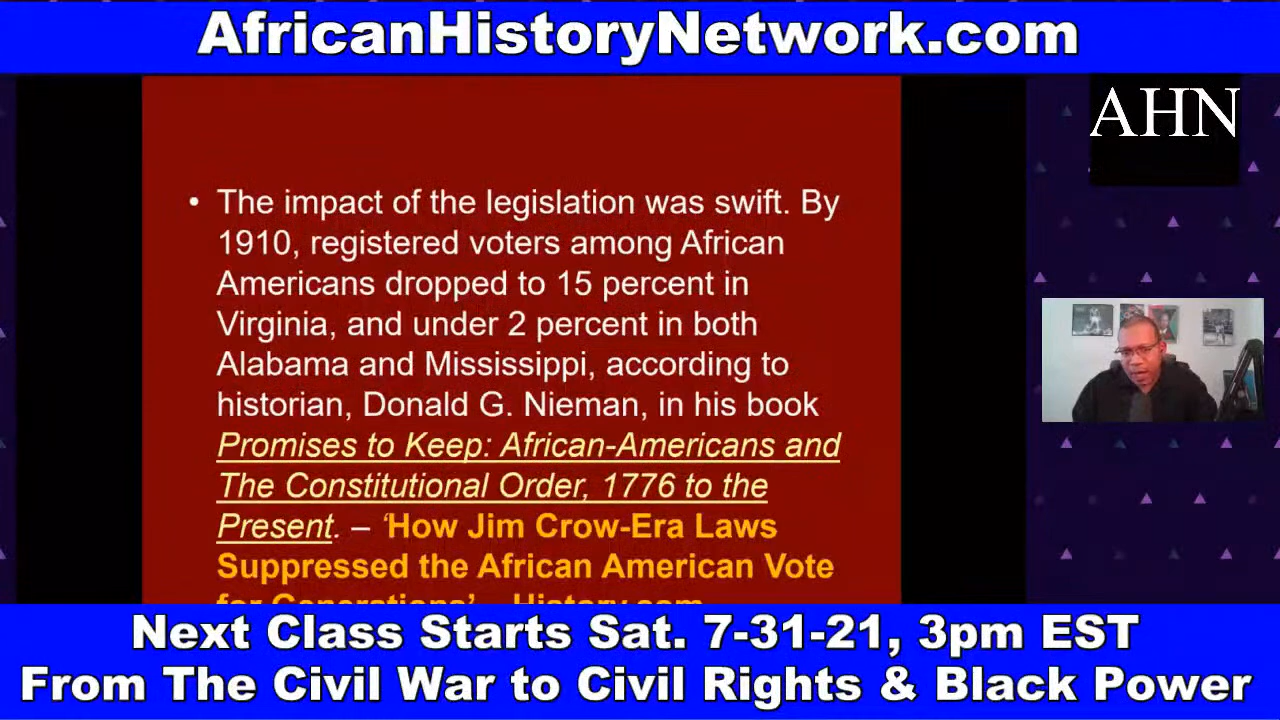 AfricanHistoryNetwork.com
AHN
• The impact of the legislation was swift. By
1910, registered voters among African
Americans dropped to 15 percent in
Virginia, and under 2 percent in both
Alabama and Mississippi, according to
historian, Donald G. Nieman, in his book
Promises to Keep: African-Americans and
The Constitutional Order, 1776 to the
Present. – ‘How Jim Crow-Era Laws
Suppressed the African American Vote
for Generations’ – History.com
Next Class Starts Sat. 7-31-21, 3pm EST
From The Civil War to Civil Rights & Black Power